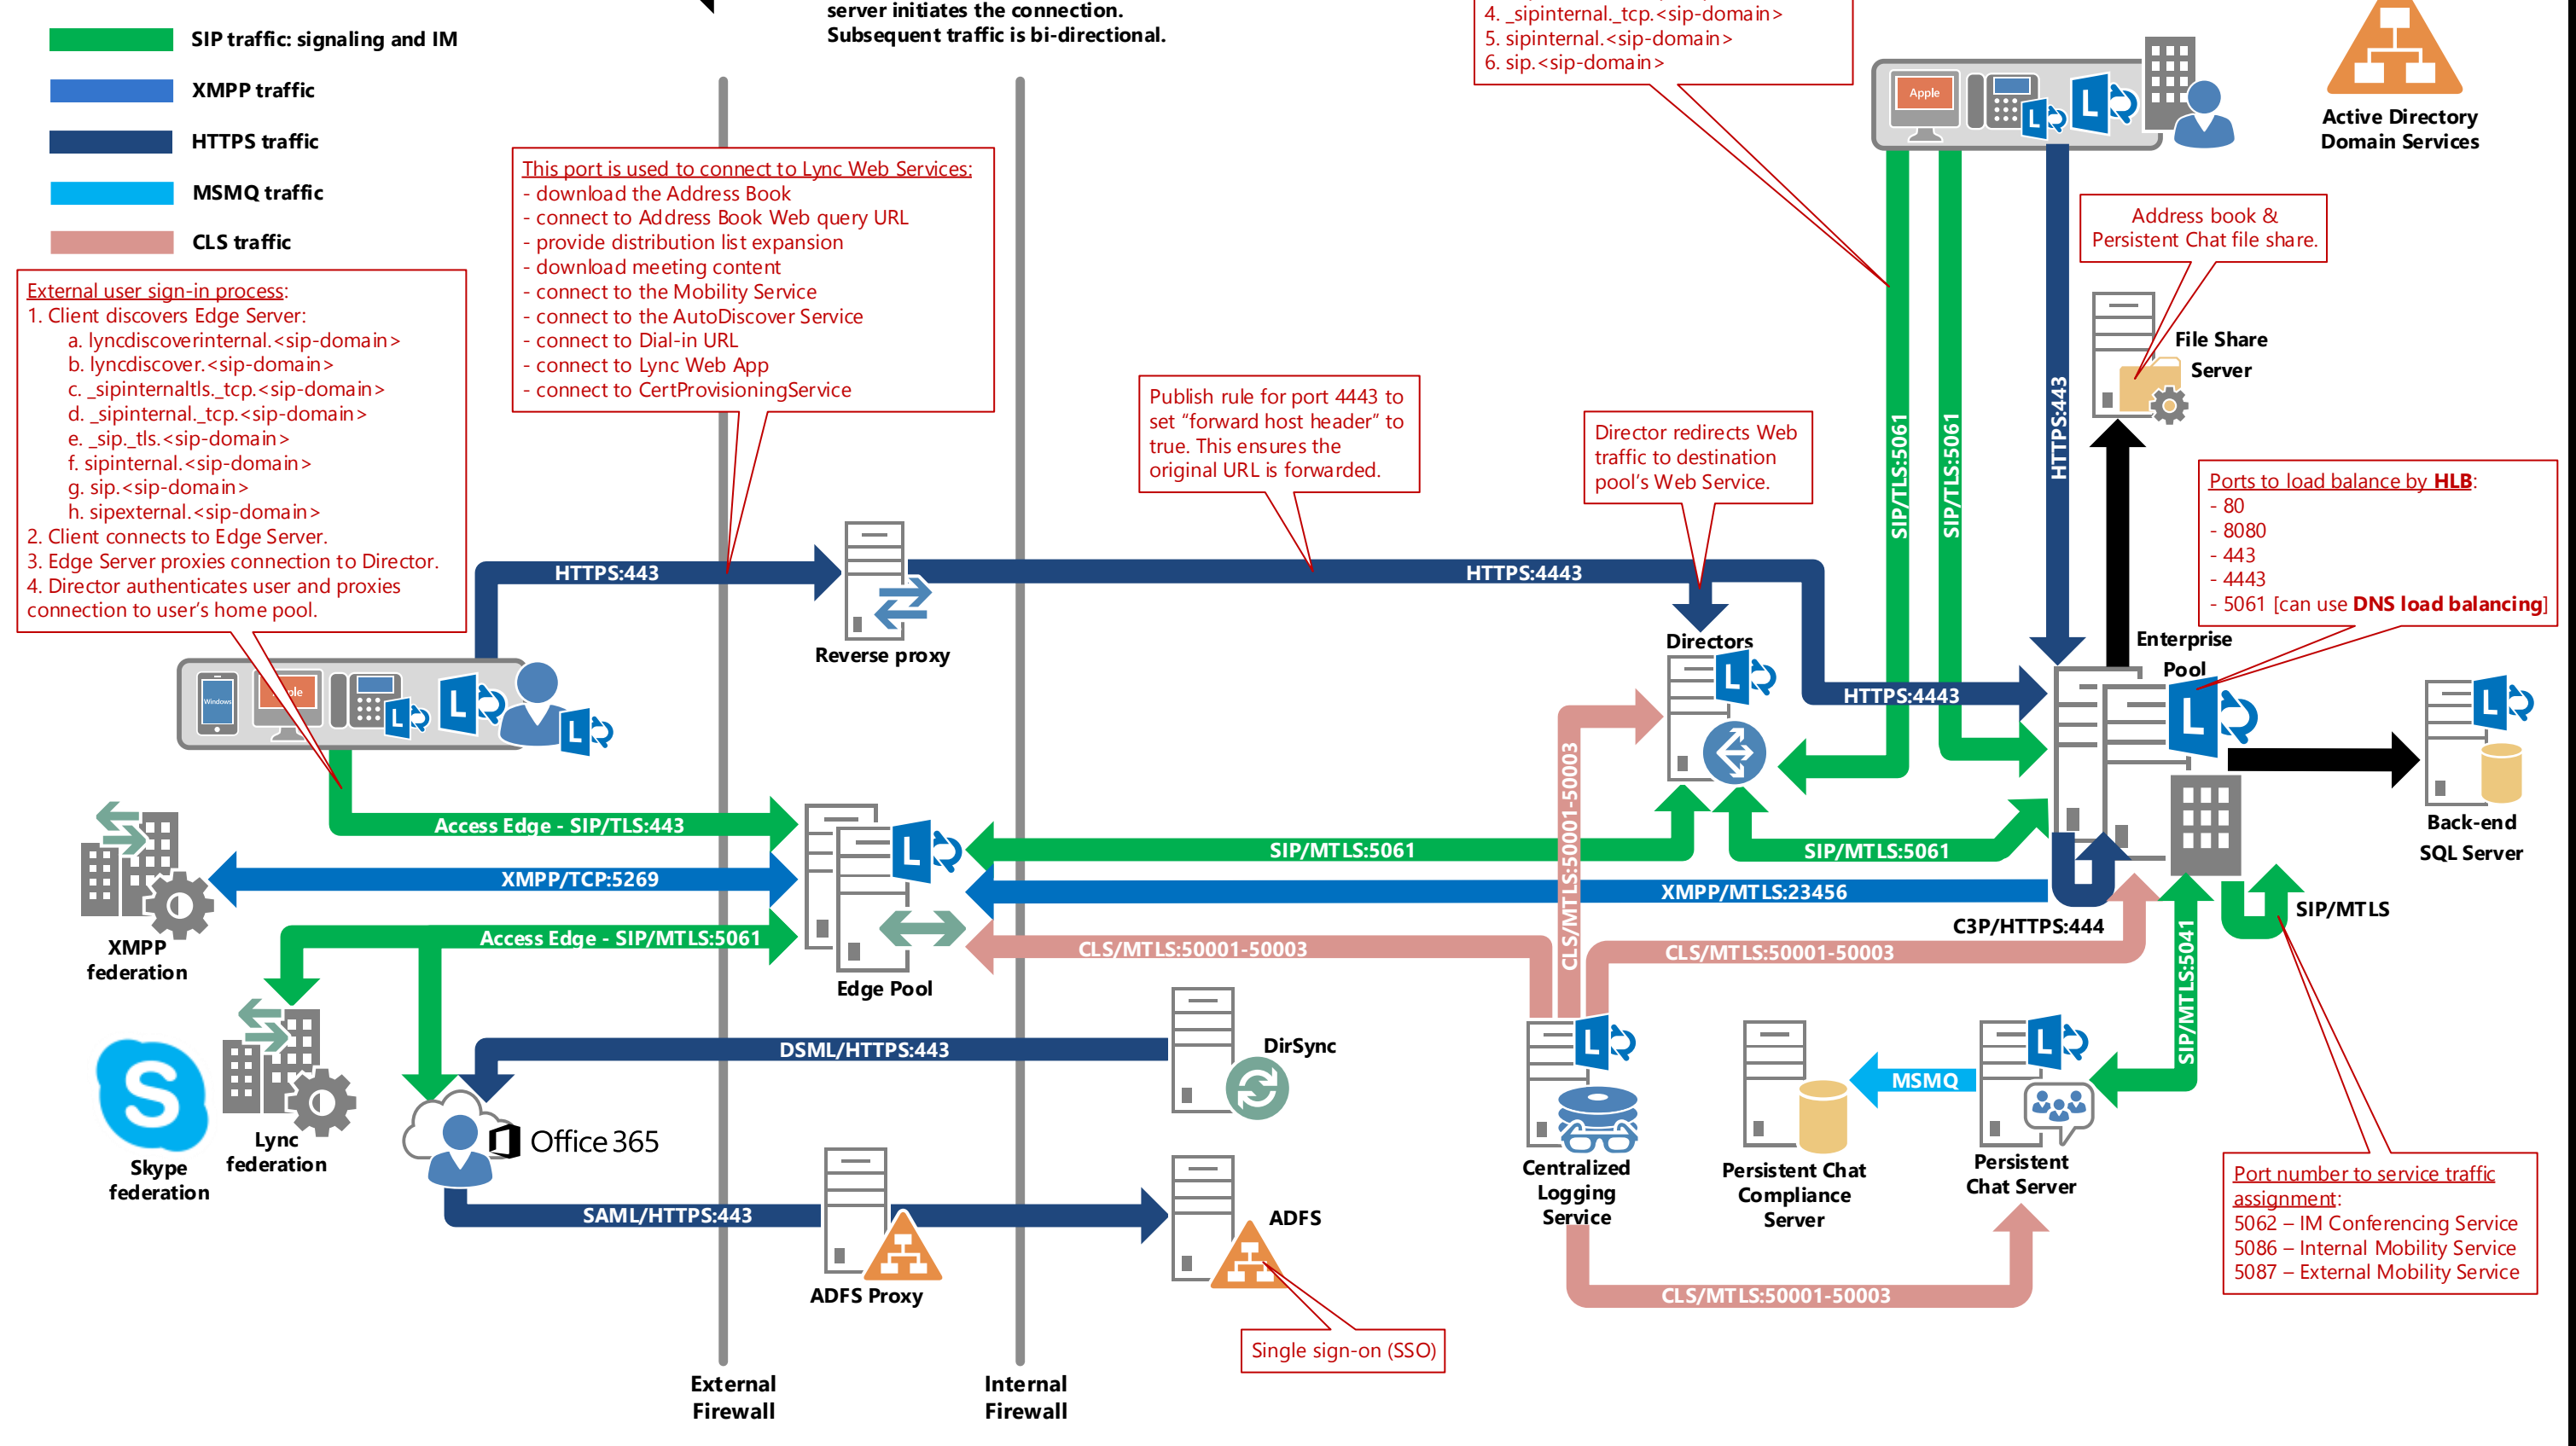 server initiates the connection.
Subsequent traffic is bi-directional.
SIP traffic: signaling and IM
XMPP traffic
HTTPS traffic
MSMQ traffic
CLS traffic
4. _sipinternal._tcp.<sip-domain>
5. sipinternal.<sip-domain>
6. sip.<sip-domain>
Apple
Active Directory
Domain Services
This port is used to connect to Lync Web Services:
- download the Address Book
- connect to Address Book Web query URL
- provide distribution list expansion
- download meeting content
- connect to the Mobility Service
- connect to the AutoDiscover Service
- connect to Dial-in URL
- connect to Lync Web App
- connect to CertProvisioningService
External user sign-in process:
1. Client discovers Edge Server:
a. lyncdiscoverinternal.<sip-domain>
b. lyncdiscover.<sip-domain>
c. _sipinternaltls._tcp.<sip-domain>
d. _sipinternal._tcp.<sip-domain>
e. _sip._tls.<sip-domain>
f. sipinternal.<sip-domain>
g. sip.<sip-domain>
h. sipexternal.<sip-domain>
2. Client connects to Edge Server.
3. Edge Server proxies connection to Director.
4. Director authenticates user and proxies
connection to user's home pool.
Address book &
Persistent Chat file share.
File Share
Server
Publish rule for port 4443 to
set "forward host header" to
true. This ensures the
original URL is forwarded.
Director redirects Web
traffic to destination
pool's Web Service.
SIP/TLS:5061
SIP/TLS:5061
HTTPS:443
Ports to load balance by HLB:
- 80
- 8080
- 443
- 4443
- 5061 [can use DNS load balancing]
HTTPS:443
HTTPS:4443
Reverse proxy
Directors
Enterprise
Pool
HTTPS:4443
Windows
L
L
L
L
L
L
L
L
L
L
L
CLS/MTLS:50001-50003
Access Edge - SIP/TLS:443
SIP/MTLS:5061
SIP/MTLS:5061
Back-end
SQL Server
XMPP/TCP:5269
XMPP/MTLS:23456
C3P/HTTPS:444
SIP/MTLS
XMPP
federation
Access Edge - SIP/MTLS:5061
CLS/MTLS:50001-50003
CLS/MTLS:50001-50003
SIP/MTLS:5041
Edge Pool
DSML/HTTPS:443
DirSync
MSMQ
S
Skype
federation
Lync
federation
Office 365
Centralized
Logging
Service
Persistent Chat
Compliance
Server
Persistent
Chat Server
Port number to service traffic
assignment:
5062 – IM Conferencing Service
5086 – Internal Mobility Service
5087 – External Mobility Service
SAML/HTTPS:443
ADFS
ADFS Proxy
CLS/MTLS:50001-50003
Single sign-on (SSO)
External
Firewall
Internal
Firewall